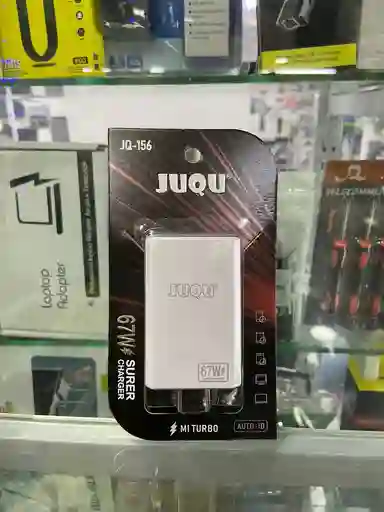 JQ-156
JUQU
JUQU
67W
67W SURER
CHARGER
MI TURBO
AUTO-ID
Laptop
Adapter